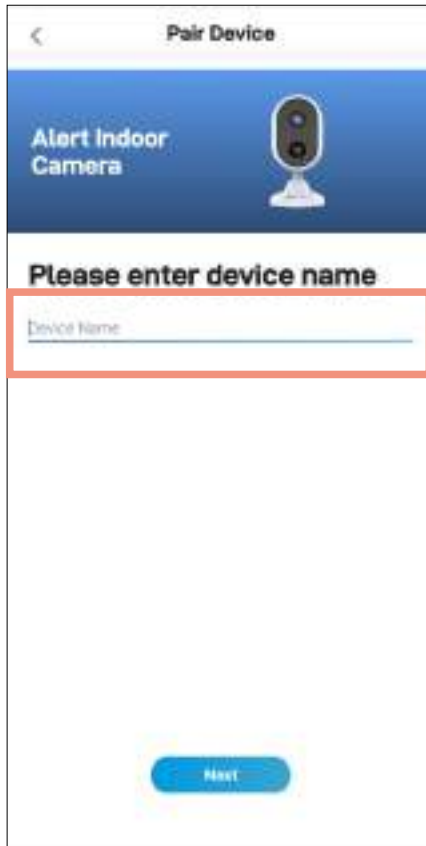 Pair Device
Alert Indoor
Camera
Please enter device name
Device Name
Next